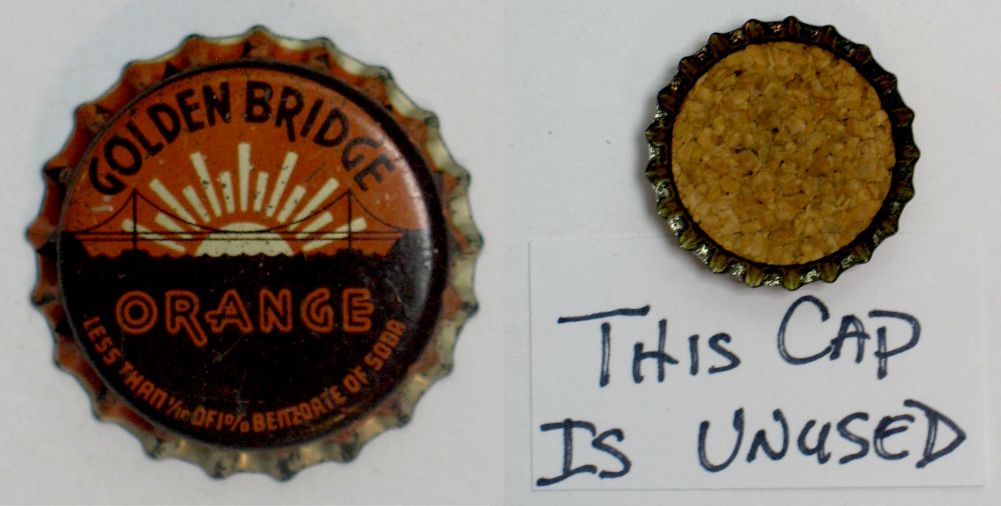 GOLDEN BRIDGE
ORANGE
LESS THAN 1/10 OF 1% BENZOATE OF SODA
THIS CAP
IS UNUSED